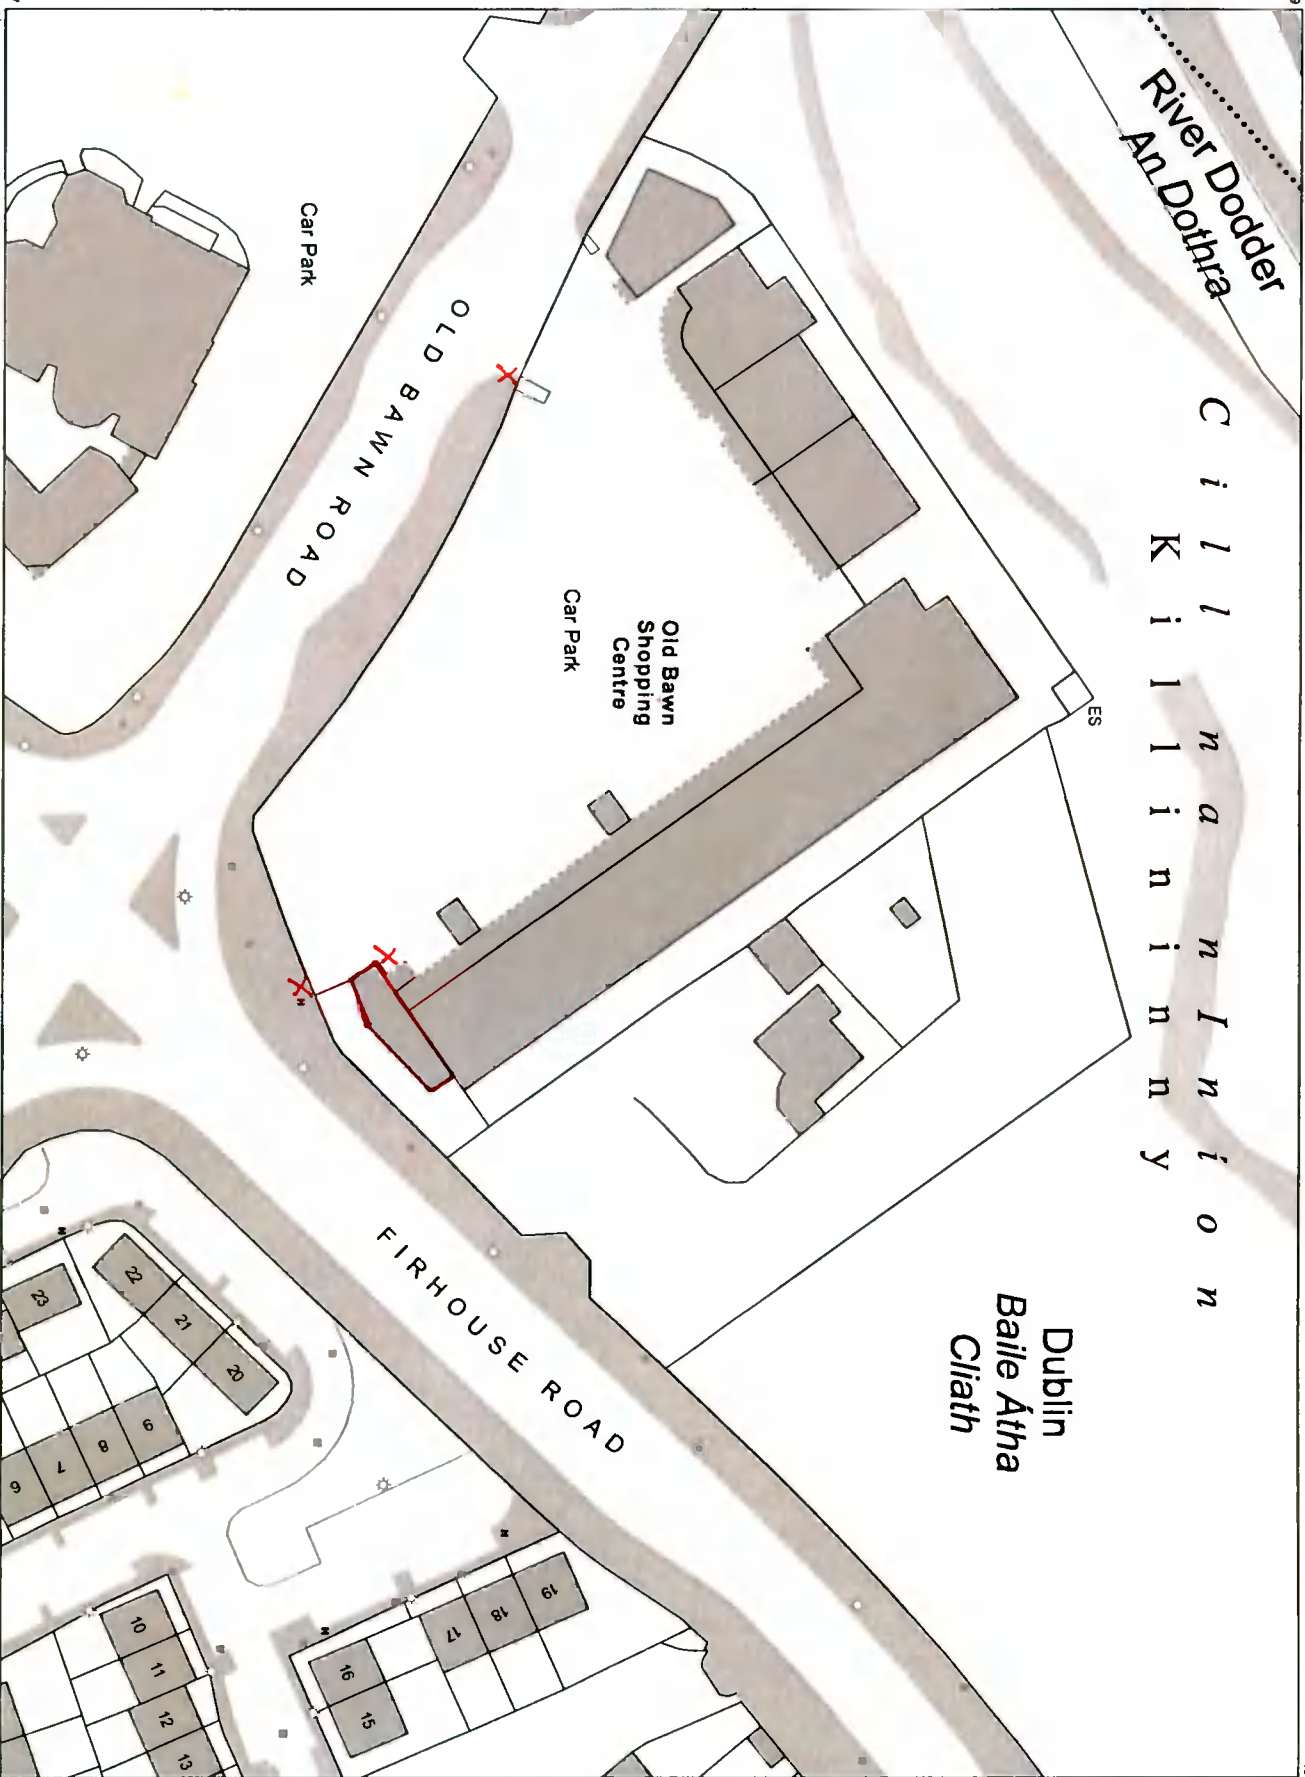 River Dodder
An Dothra
Cill na nIníon
Killininny
Dublin
Baile Átha
Cliath
ES
Old Bawn
Shopping
Centre
Car Park
Car Park
OLD BAWN ROAD
FIRHOUSE ROAD
22
21
20
23
9
8
7
6
19
18
17
16
15
10
11
12
13